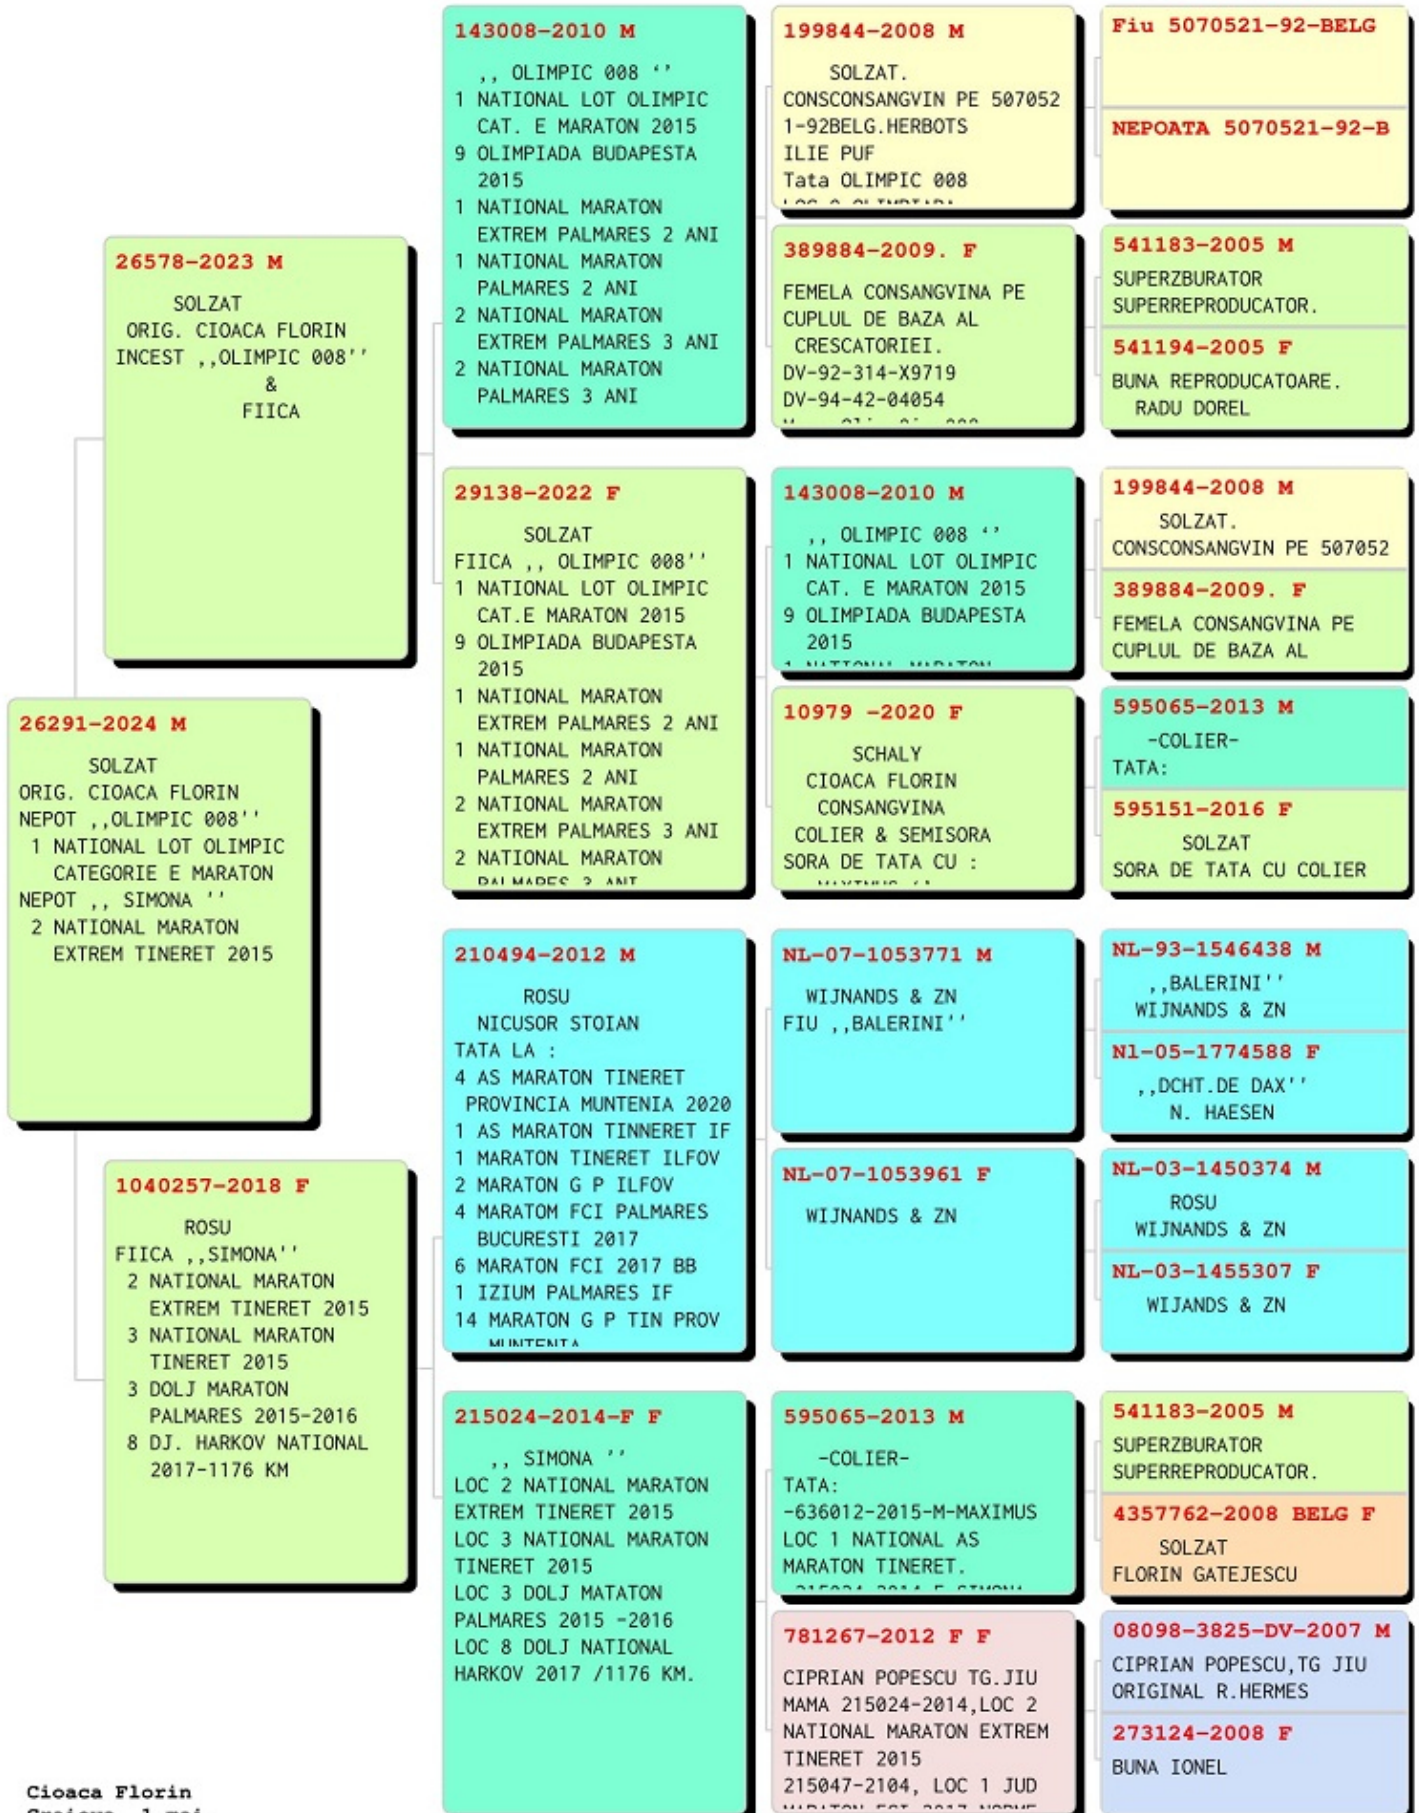 143008-2010 M
,, OLIMPIC 008 ‘’
1 NATIONAL LOT OLIMPIC
CAT. E MARATON 2015
9 OLIMPIADA BUDAPESTA
2015
1 NATIONAL MARATON
EXTREM PALMARES 2 ANI
1 NATIONAL MARATON
PALMARES 2 ANI
2 NATIONAL MARATON
EXTREM PALMARES 3 ANI
2 NATIONAL MARATON
PALMARES 3 ANI
199844-2008 M
SOLZAT.
CONSCONSANGVIN PE 507052
1-92BELG.HERBOTS
ILIE PUF
Tata OLIMPIC 008
Fiu 5070521-92-BELG
NEPOATA 5070521-92-B
389884-2009. F
FEMELA CONSANGVINA PE
CUPLUL DE BAZA AL
CRESCATORIEI.
DV-92-314-X9719
DV-94-42-04054
541183-2005 M
SUPERZBURATOR
SUPERREPRODUCATOR.
541194-2005 F
BUNA REPRODUCATOARE.
RADU DOREL
26578-2023 M
SOLZAT
ORIG. CIOACA FLORIN
INCEST ,,OLIMPIC 008''
&
FIICA
29138-2022 F
SOLZAT
FIICA ,, OLIMPIC 008''
1 NATIONAL LOT OLIMPIC
CAT.E MARATON 2015
9 OLIMPIADA BUDAPESTA
2015
1 NATIONAL MARATON
EXTREM PALMARES 2 ANI
1 NATIONAL MARATON
PALMARES 2 ANI
2 NATIONAL MARATON
EXTREM PALMARES 3 ANI
2 NATIONAL MARATON
PALMARES 3 ANI
143008-2010 M
,, OLIMPIC 008 ‘’
1 NATIONAL LOT OLIMPIC
CAT. E MARATON 2015
9 OLIMPIADA BUDAPESTA
2015
1 NATIONAL MARATON
199844-2008 M
SOLZAT.
CONSCONSANGVIN PE 507052
389884-2009. F
FEMELA CONSANGVINA PE
CUPLUL DE BAZA AL
10979 -2020 F
SCHALY
CIOACA FLORIN
CONSANGVINA
COLIER & SEMISORA
SORA DE TATA CU :
595065-2013 M
-COLIER-
TATA:
595151-2016 F
SOLZAT
SORA DE TATA CU COLIER
26291-2024 M
SOLZAT
ORIG. CIOACA FLORIN
NEPOT ,,OLIMPIC 008''
1 NATIONAL LOT OLIMPIC
CATEGORIE E MARATON
NEPOT ,, SIMONA ''
2 NATIONAL MARATON
EXTREM TINERET 2015
210494-2012 M
ROSU
NICUSOR STOIAN
TATA LA :
4 AS MARATON TINERET
PROVINCIA MUNTENIA 2020
1 AS MARATON TINNERET IF
1 MARATON TINERET ILFOV
2 MARATON G P ILFOV
4 MARATOM FCI PALMARES
BUCURESTI 2017
6 MARATON FCI 2017 BB
1 IZIUM PALMARES IF
14 MARATON G P TIN PROV
MUNTENIA
NL-07-1053771 M
WIJNANDS & ZN
FIU ,,BALERINI''
NL-93-1546438 M
,,BALERINI''
WIJNANDS & ZN
Nl-05-1774588 F
,,DCHT.DE DAX''
N. HAESEN
NL-07-1053961 F
WIJNANDS & ZN
NL-03-1450374 M
ROSU
WIJNANDS & ZN
NL-03-1455307 F
WIJANDS & ZN
1040257-2018 F
ROSU
FIICA ,,SIMONA''
2 NATIONAL MARATON
EXTREM TINERET 2015
3 NATIONAL MARATON
TINERET 2015
3 DOLJ MARATON
PALMARES 2015-2016
8 DJ. HARKOV NATIONAL
2017-1176 KM
215024-2014-F F
,, SIMONA ‘’
LOC 2 NATIONAL MARATON
EXTREM TINERET 2015
LOC 3 NATIONAL MARATON
TINERET 2015
LOC 3 DOLJ MATATON
PALMARES 2015 -2016
LOC 8 DOLJ NATIONAL
HARKOV 2017 /1176 KM.
595065-2013 M
-COLIER-
TATA:
-636012-2015-M-MAXIMUS
LOC 1 NATIONAL AS
MARATON TINERET.
541183-2005 M
SUPERZBURATOR
SUPERREPRODUCATOR.
4357762-2008 BELG F
SOLZAT
FLORIN GATEJESCU
781267-2012 F F
CIPRIAN POPESCU TG.JIU
MAMA 215024-2014,LOC 2
NATIONAL MARATON EXTREM
TINERET 2015
215047-2104, LOC 1 JUD
08098-3825-DV-2007 M
CIPRIAN POPESCU,TG JIU
ORIGINAL R.HERMES
273124-2008 F
BUNA IONEL
Cioaca Florin